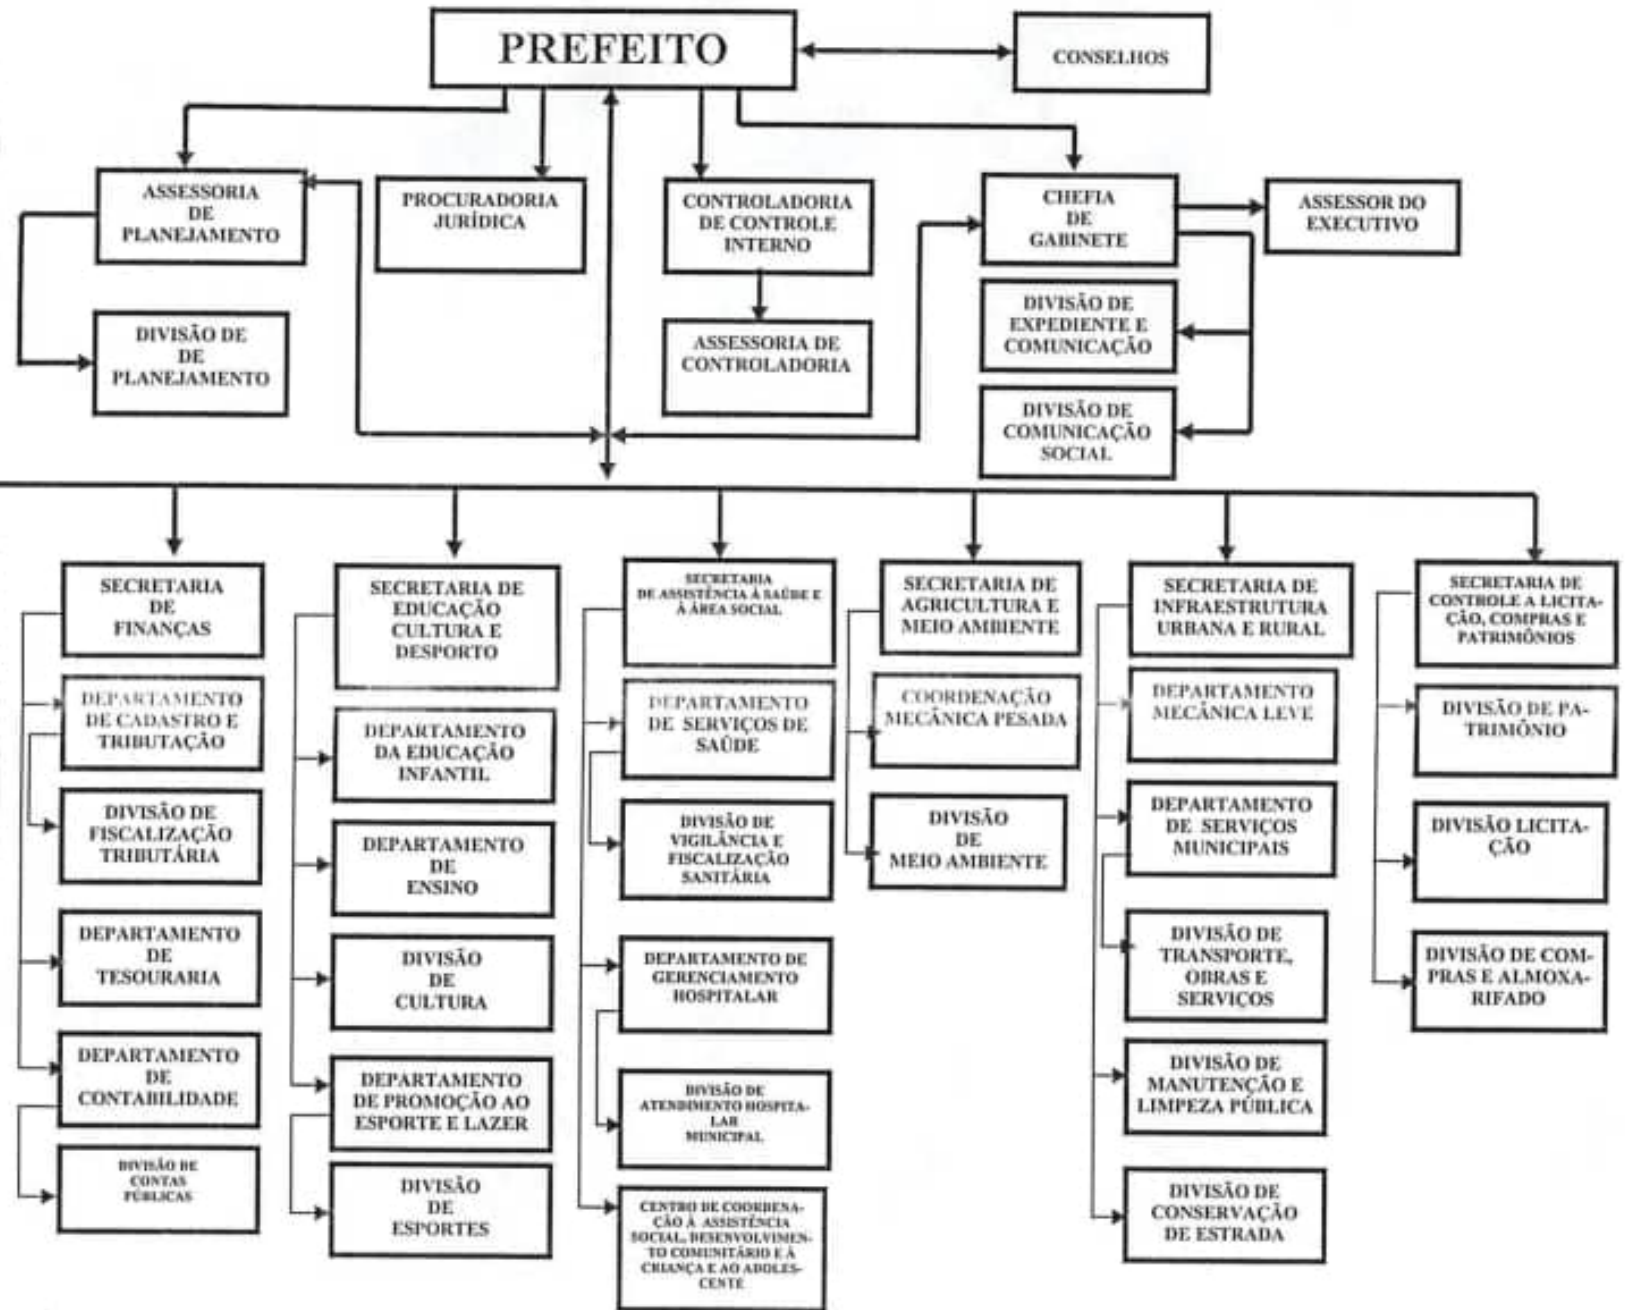 PREFEITO
CONSELHOS
ASSESSORIA
DE
PLANEJAMENTO
PROCURADORIA
JURÍDICA
CONTROLADORIA
DE CONTROLE
INTERNO
CHEFIA
DE
GABINETE
ASSESSOR DO
EXECUTIVO
DIVISÃO DE
DE
PLANEJAMENTO
ASSESSORIA DE
CONTROLADORIA
DIVISÃO DE
EXPEDIENTE E
COMUNICAÇÃO
DIVISÃO DE
COMUNICAÇÃO
SOCIAL
SECRETARIA
DE
FINANÇAS
DEPARTAMENTO
DE CADASTRO E
TRIBUTAÇÃO
DIVISÃO DE
FISCALIZAÇÃO
TRIBUTÁRIA
DEPARTAMENTO
DE
TESOURARIA
DEPARTAMENTO
DE
CONTABILIDADE
DIVISÃO DE
CONTAS
PÚBLICAS
SECRETARIA DE
EDUCAÇÃO
CULTURA E
DESPORTO
DEPARTAMENTO
DA EDUCAÇÃO
INFANTIL
DEPARTAMENTO
DE
ENSINO
DIVISÃO
DE
CULTURA
DEPARTAMENTO
DE PROMOÇÃO AO
ESPORTE E LAZER
DIVISÃO
DE
ESPORTES
SECRETARIA
DE ASSISTÊNCIA À SAÚDE E
À ÁREA SOCIAL
DEPARTAMENTO
DE SERVIÇOS DE
SAÚDE
DIVISÃO DE
VIGILÂNCIA E
FISCALIZAÇÃO
SANITÁRIA
DEPARTAMENTO DE
GERENCIAMENTO
HOSPITALAR
DIVISÃO DE
ATENDIMENTO HOSPITA-
LAR
MUNICIPAL
CENTRO DE COORDENA-
ÇÃO À ASSISTÊNCIA
SOCIAL, DESENVOLVIMEN-
TO COMUNITÁRIO E À
CRIANÇA E AO ADOLES-
CENTE
SECRETARIA DE
AGRICULTURA E
MEIO AMBIENTE
COORDENAÇÃO
MECÂNICA PESADA
DIVISÃO
DE
MEIO AMBIENTE
SECRETARIA DE
INFRAESTRUTURA
URBANA E RURAL
DEPARTAMENTO
MECÂNICA LEVE
DEPARTAMENTO
DE SERVIÇOS
MUNICIPAIS
DIVISÃO DE
TRANSPORTE,
OBRAS E
SERVIÇOS
DIVISÃO DE
MANUTENÇÃO E
LIMPEZA PÚBLICA
DIVISÃO DE
CONSERVAÇÃO
DE ESTRADA
SECRETARIA DE
CONTROLE A LICITA-
ÇÃO, COMPRAS E
PATRIMÔNIOS
DIVISÃO DE PA-
TRIMÔNIO
DIVISÃO LICITA-
ÇÃO
DIVISÃO DE COM-
PRAS E ALMOXA-
RIFADO